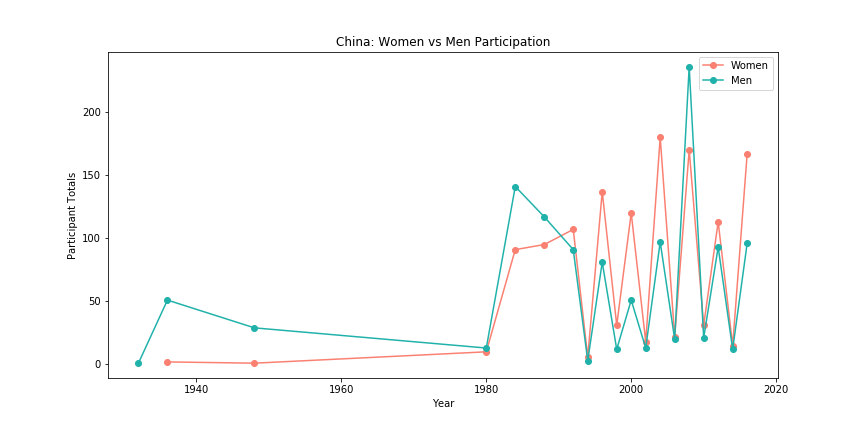 China: Women vs Men Participation
Women
Men
Participant Totals
200
150
100
50
0
1940
1960
1980
2000
2020
Year